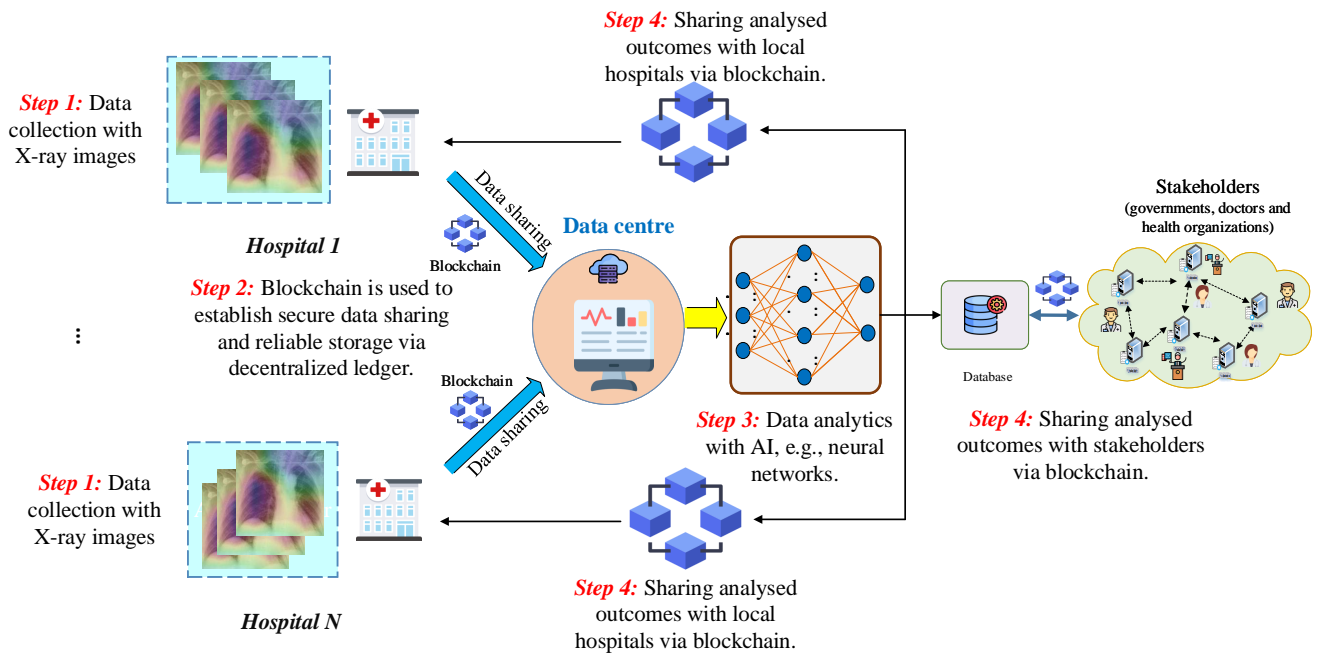 Step 4: Sharing analysed
outcomes with local
hospitals via blockchain.
Step 1: Data
collection with
X-ray images
Hospital 1
Data sharing
Blockchain
Data centre
Stakeholders
(governments, doctors and
health organizations)
Step 2: Blockchain is used to
establish secure data sharing
and reliable storage via
decentralized ledger.
...
Blockchain
Data sharing
Database
Step 3: Data analytics
with AI, e.g., neural
networks.
Step 4: Sharing analysed
outcomes with stakeholders
via blockchain.
Step 1: Data
collection with
X-ray images
Hospital N
Step 4: Sharing analysed
outcomes with local
hospitals via blockchain.